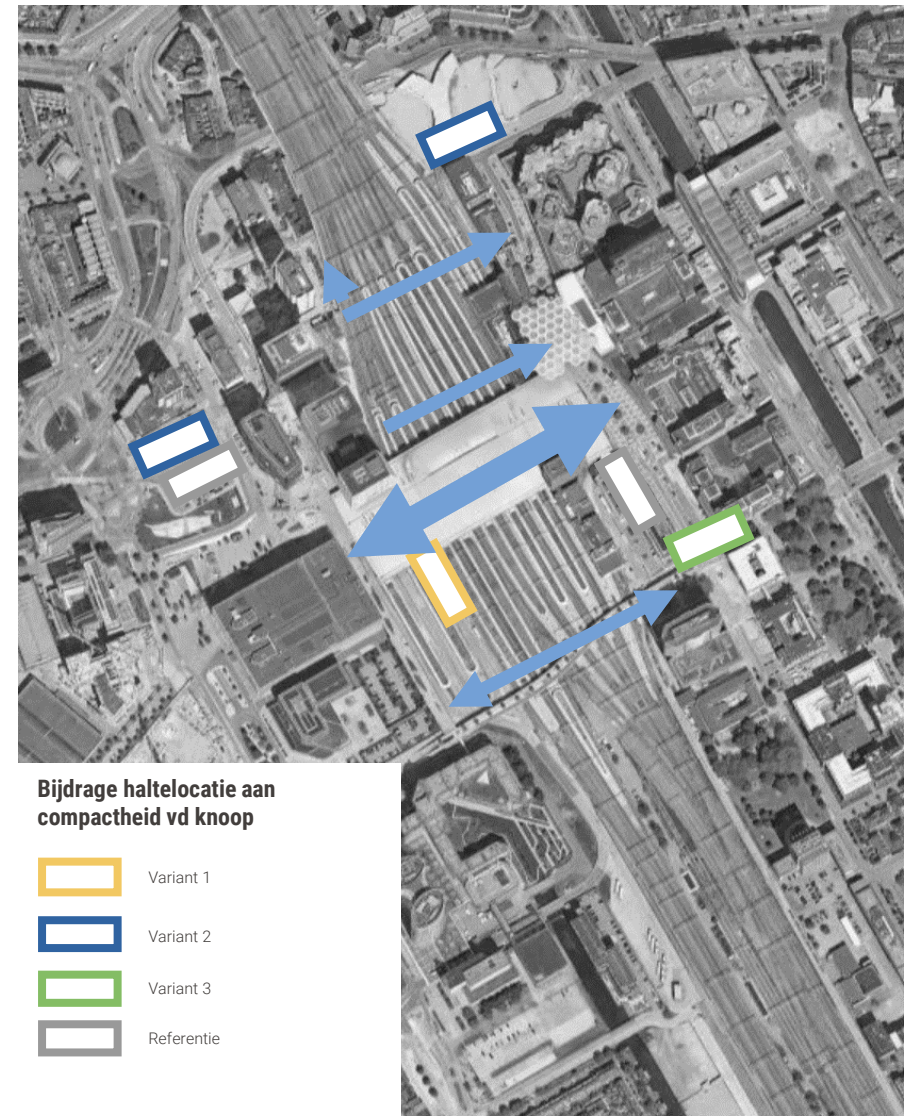 Bijdrage haltelocatie aan
compactheid vd knoop
Variant 1
Variant 2
Variant 3
Referentie